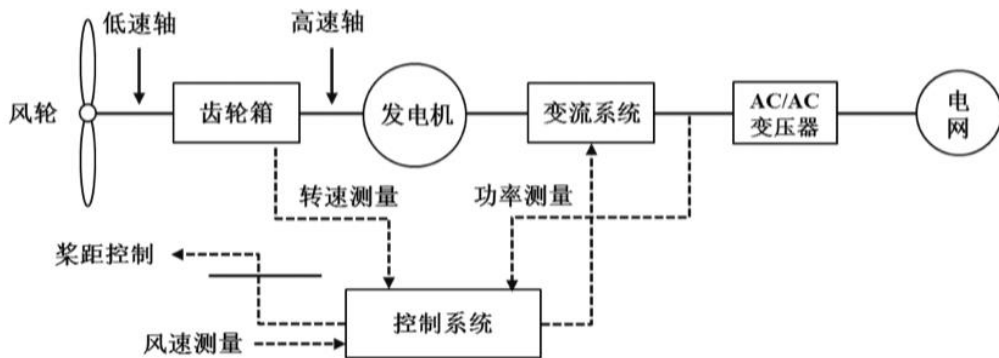 低速轴
高速轴
风轮
齿轮箱
发电机
变流系统
AC/AC
变压器
电
网
转速测量
功率测量
桨距控制
控制系统
风速测量